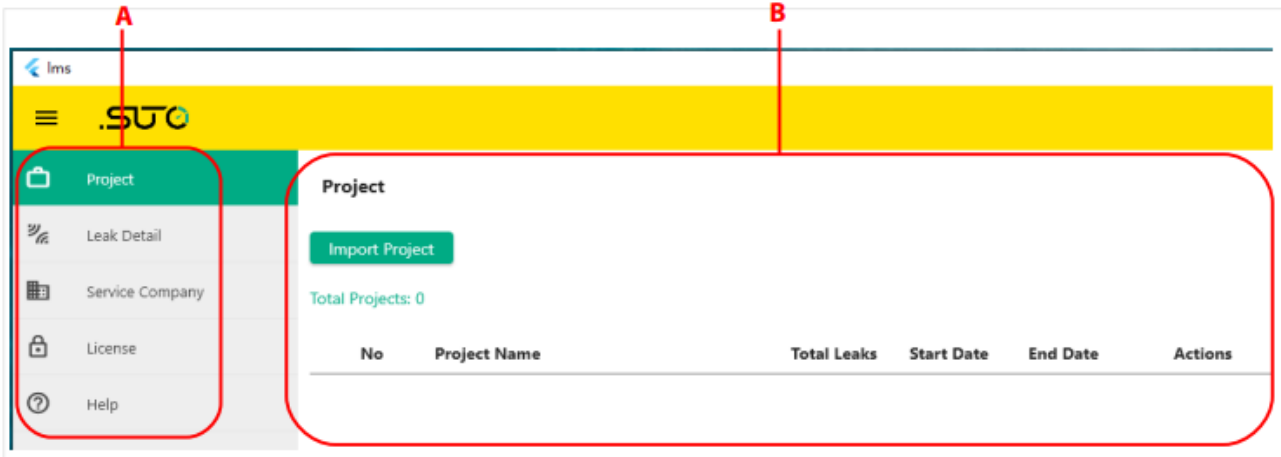 A B
lms
.SUTO
Project
Leak Detail
Service Company
License
Help
Project
Import Project
Total Projects: 0
No Project Name Total Leaks Start Date End Date Actions